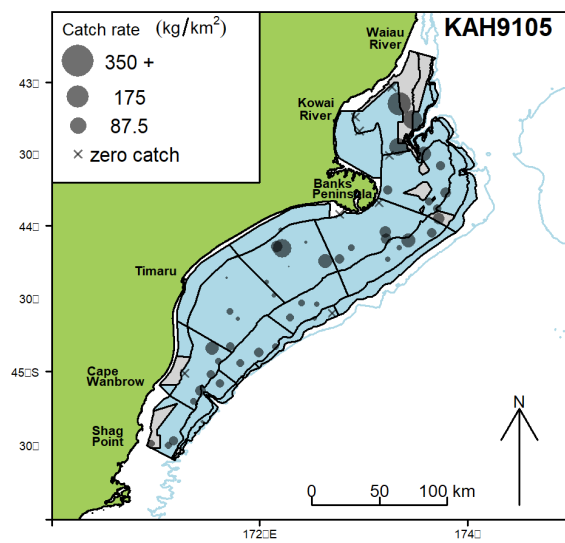 KAH9105
Catch rate (kg/km²)
350 +
175
87.5
× zero catch
Waiau
River
Kowai
River
Banks
Peninsula
Timaru
Cape
Wanbrow
Shag
Point
43▯
30▯
44▯
30▯
45▯S
30▯
N
0 50 100 km
172▯E
174▯